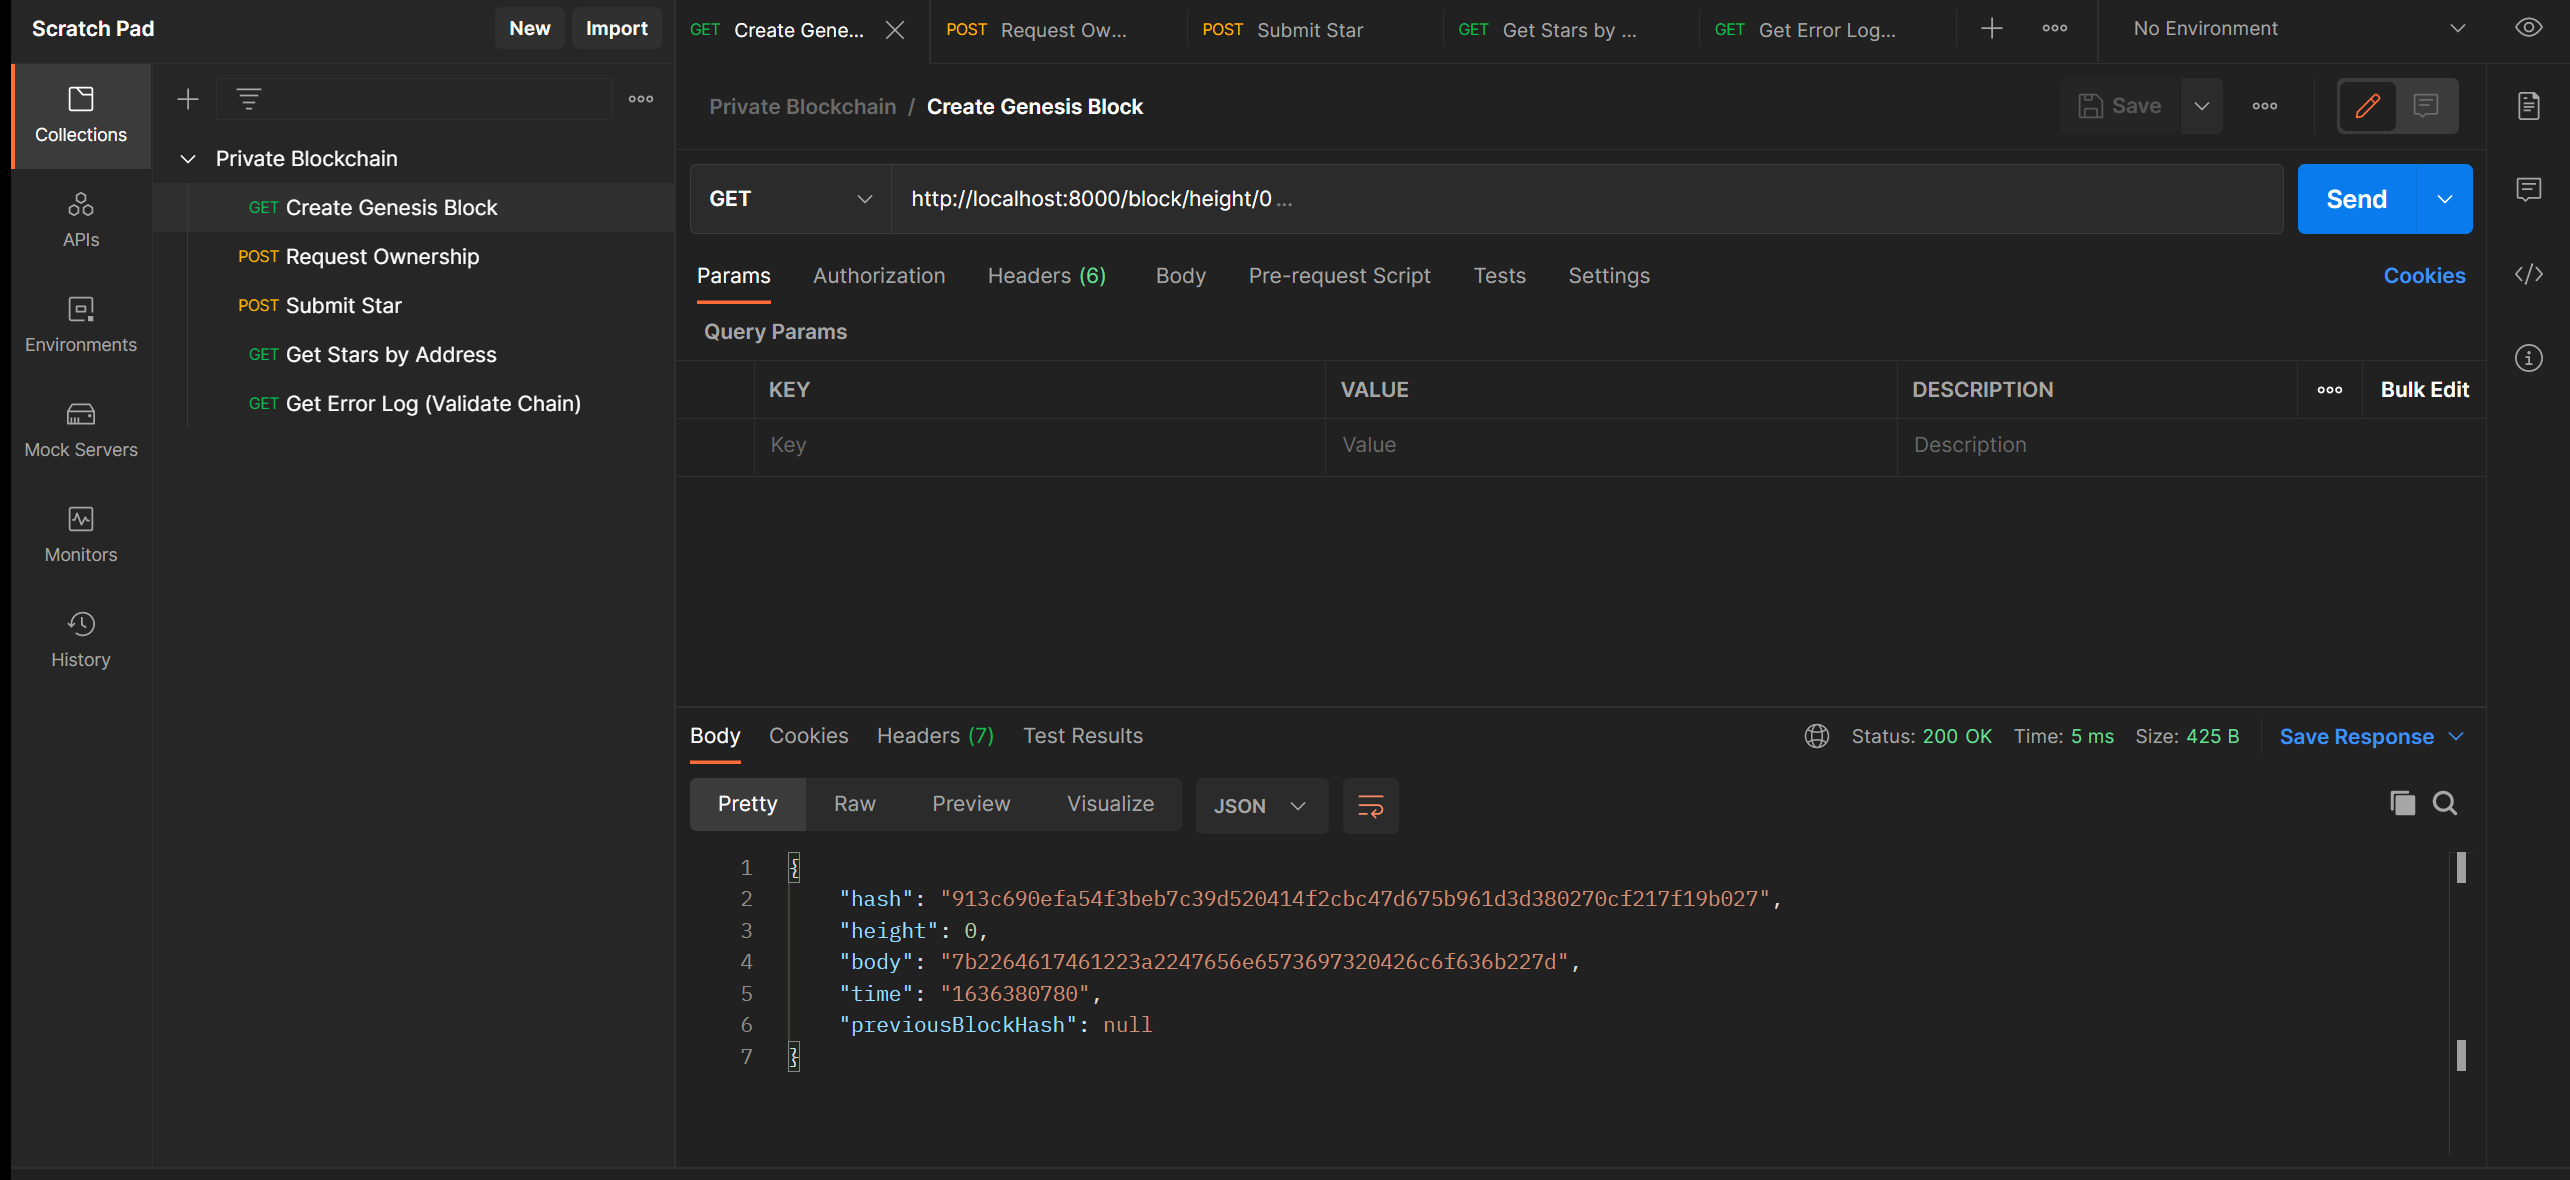 Scratch Pad
New
Import
GET Create Gene...
POST Request Ow...
POST Submit Star
GET Get Stars by ...
GET Get Error Log...
No Environment
Collections
APIs
Environments
Mock Servers
Monitors
History
Private Blockchain
GET Create Genesis Block
POST Request Ownership
POST Submit Star
GET Get Stars by Address
GET Get Error Log (Validate Chain)
Private Blockchain / Create Genesis Block
Save
GET
http://localhost:8000/block/height/0 ...
Send
Params Authorization Headers (6) Body Pre-request Script Tests Settings
Cookies
Query Params
KEY VALUE DESCRIPTION
Bulk Edit
Key Value Description
Body Cookies Headers (7) Test Results
Status: 200 OK Time: 5 ms Size: 425 B
Save Response
Pretty Raw Preview Visualize JSON
1 {
2 "hash": "913c690efa54f3beb7c39d520414f2cbc47d675b961d3d380270cf217f19b027",
3 "height": 0,
4 "body": "7b2264617461223a2247656e6573697320426c6f636b227d",
5 "time": "1636380780",
6 "previousBlockHash": null
7 }